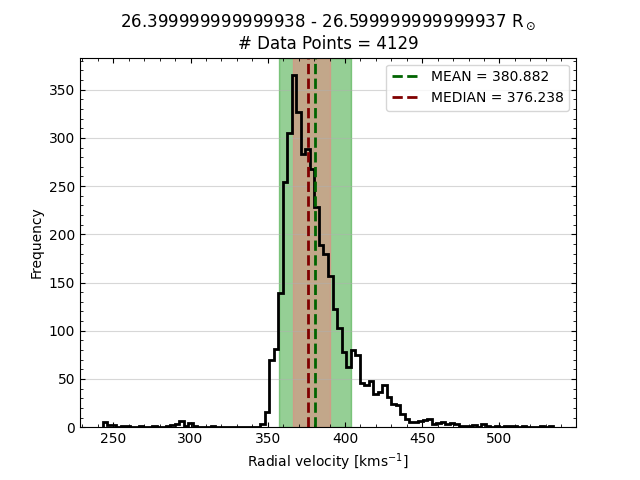 26.399999999999938 - 26.599999999999937 R⊙
# Data Points = 4129
MEAN = 380.882
MEDIAN = 376.238
Frequency
350
300
250
200
150
100
50
0
250 300 350 400 450 500
Radial velocity [kms⁻¹]